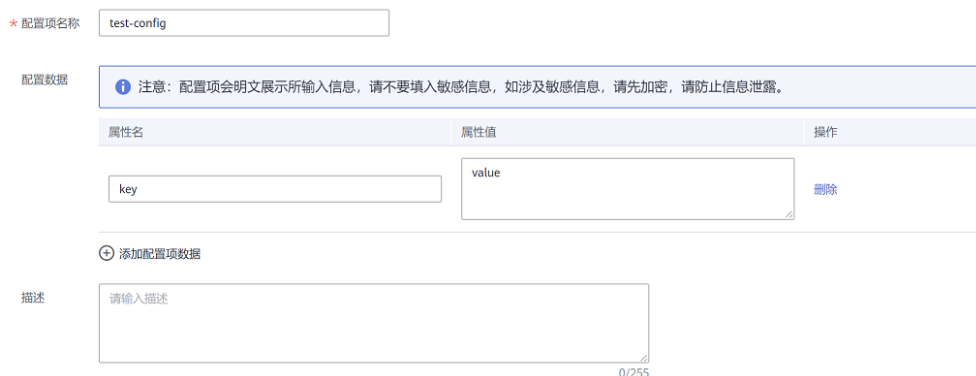 * 配置项名称 test-config
配置数据
注意：配置项会明文展示所输入信息，请不要填入敏感信息，如涉及敏感信息，请先加密，请防止信息泄露。
属性名 属性值 操作
key value 删除
添加配置项数据
描述 请输入描述
0/255